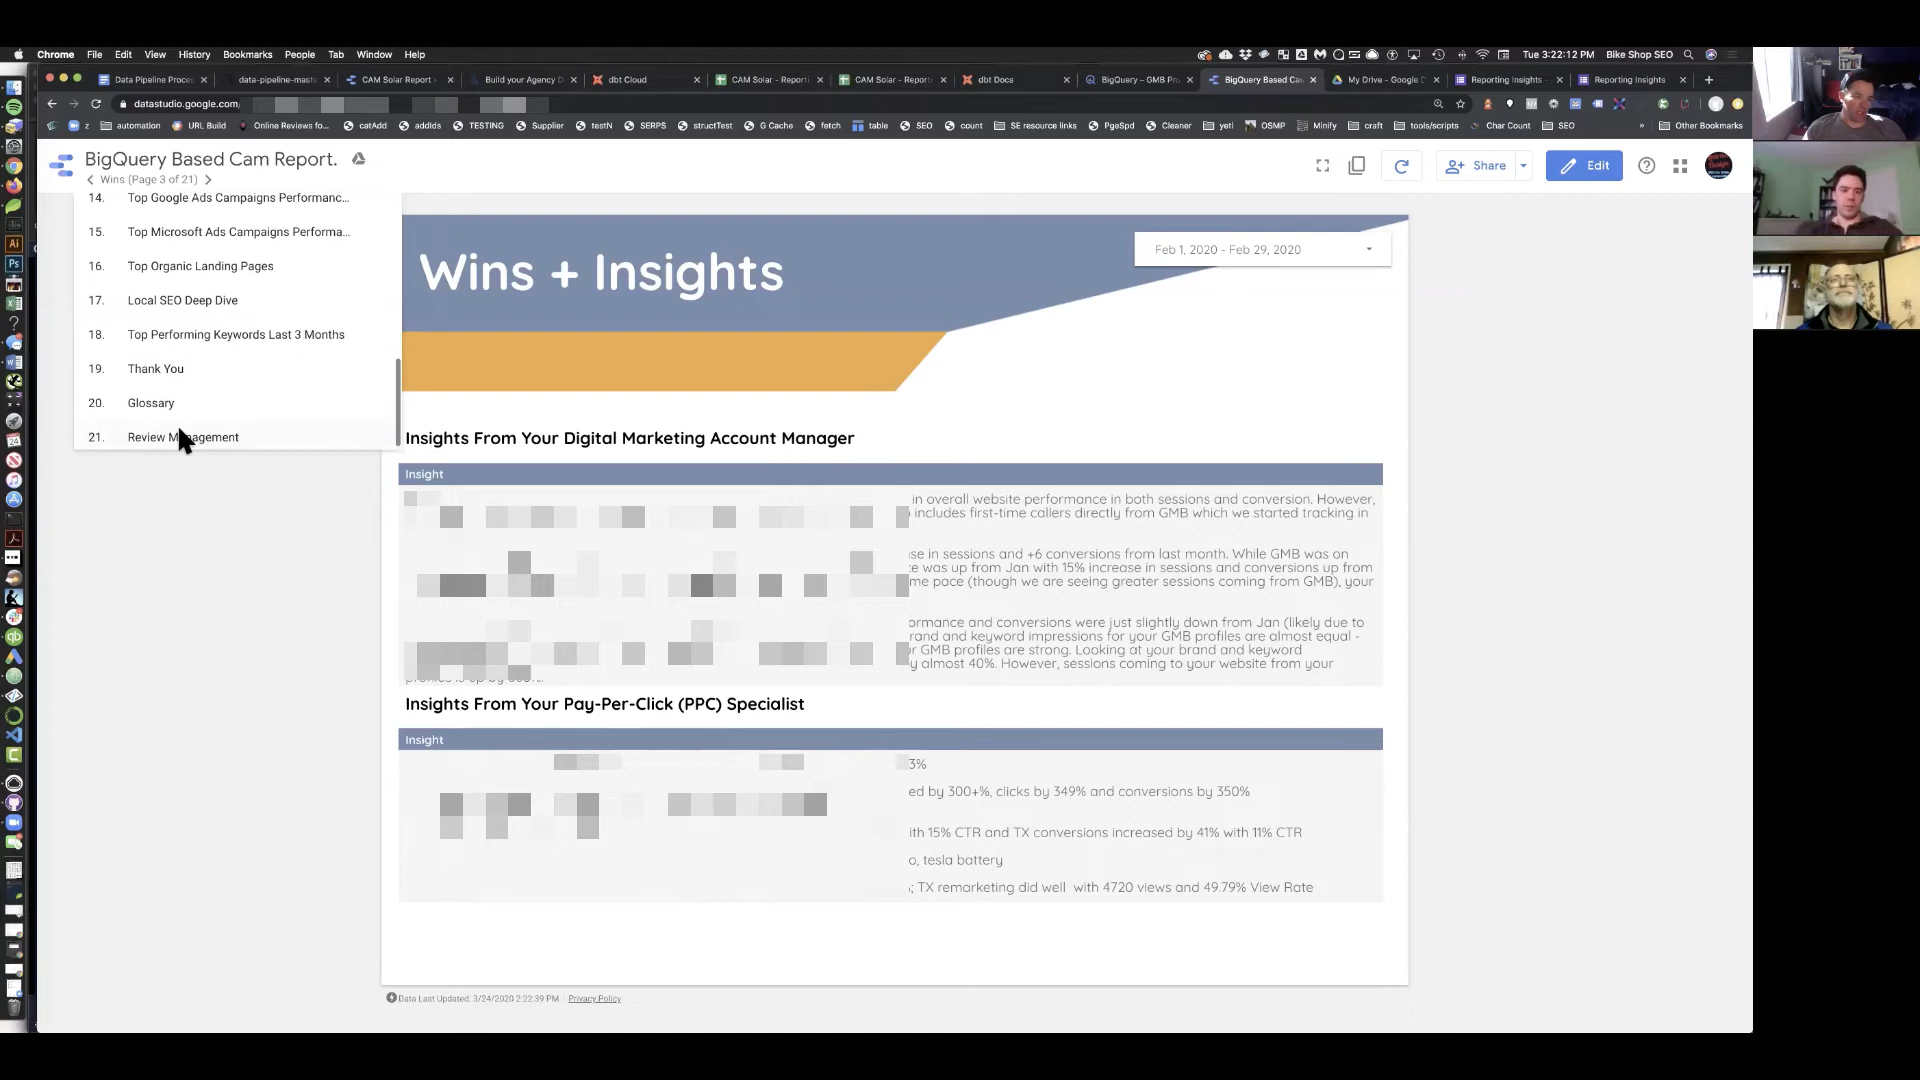 Chrome File Edit View History Bookmarks People Tab Window Help
Tue 3:22:12 PM Bike Shop SEO
Data Pipeline Proce
data-pipeline-maste
CAM Solar Report
Build your Agency D
dbt Cloud
CAM Solar - Reporti
CAM Solar - Reporti
dbt Docs
BigQuery – GMB Pr
BigQuery Based Ca
My Drive - Google D
Reporting Insights -
Reporting Insights
datastudio.google.com/
z automation URL Build Online Reviews fo... catAdd addIds TESTING Supplier testN SERPS structTest G Cache fetch table SEO count SE resource links PgeSpd Cleaner yeti OSMP Minify craft tools/scripts Char Count SEO » Other Bookmarks
BigQuery Based Cam Report.
Wins (Page 3 of 21)
Share
Edit
14. Top Google Ads Campaigns Performanc...
15. Top Microsoft Ads Campaigns Performa...
16. Top Organic Landing Pages
17. Local SEO Deep Dive
18. Top Performing Keywords Last 3 Months
19. Thank You
20. Glossary
21. Review Management
Wins + Insights
Feb 1, 2020 - Feb 29, 2020
Insights From Your Digital Marketing Account Manager
Insight
in overall website performance in both sessions and conversion. However,
includes first-time callers directly from GMB which we started tracking in
se in sessions and +6 conversions from last month. While GMB was on
te was up from Jan with 15% increase in sessions and conversions up from
me pace (though we are seeing greater sessions coming from GMB), your
ormance and conversions were just slightly down from Jan (likely due to
rand and keyword impressions for your GMB profiles are almost equal -
r GMB profiles are strong. Looking at your brand and keyword
y almost 40%. However, sessions coming to your website from your
Insights From Your Pay-Per-Click (PPC) Specialist
Insight
3%
ed by 300+%, clicks by 349% and conversions by 350%
ith 15% CTR and TX conversions increased by 41% with 11% CTR
o, tesla battery
; TX remarketing did well with 4720 views and 49.79% View Rate
Data Last Updated: 3/24/2020 2:22:39 PM Privacy Policy